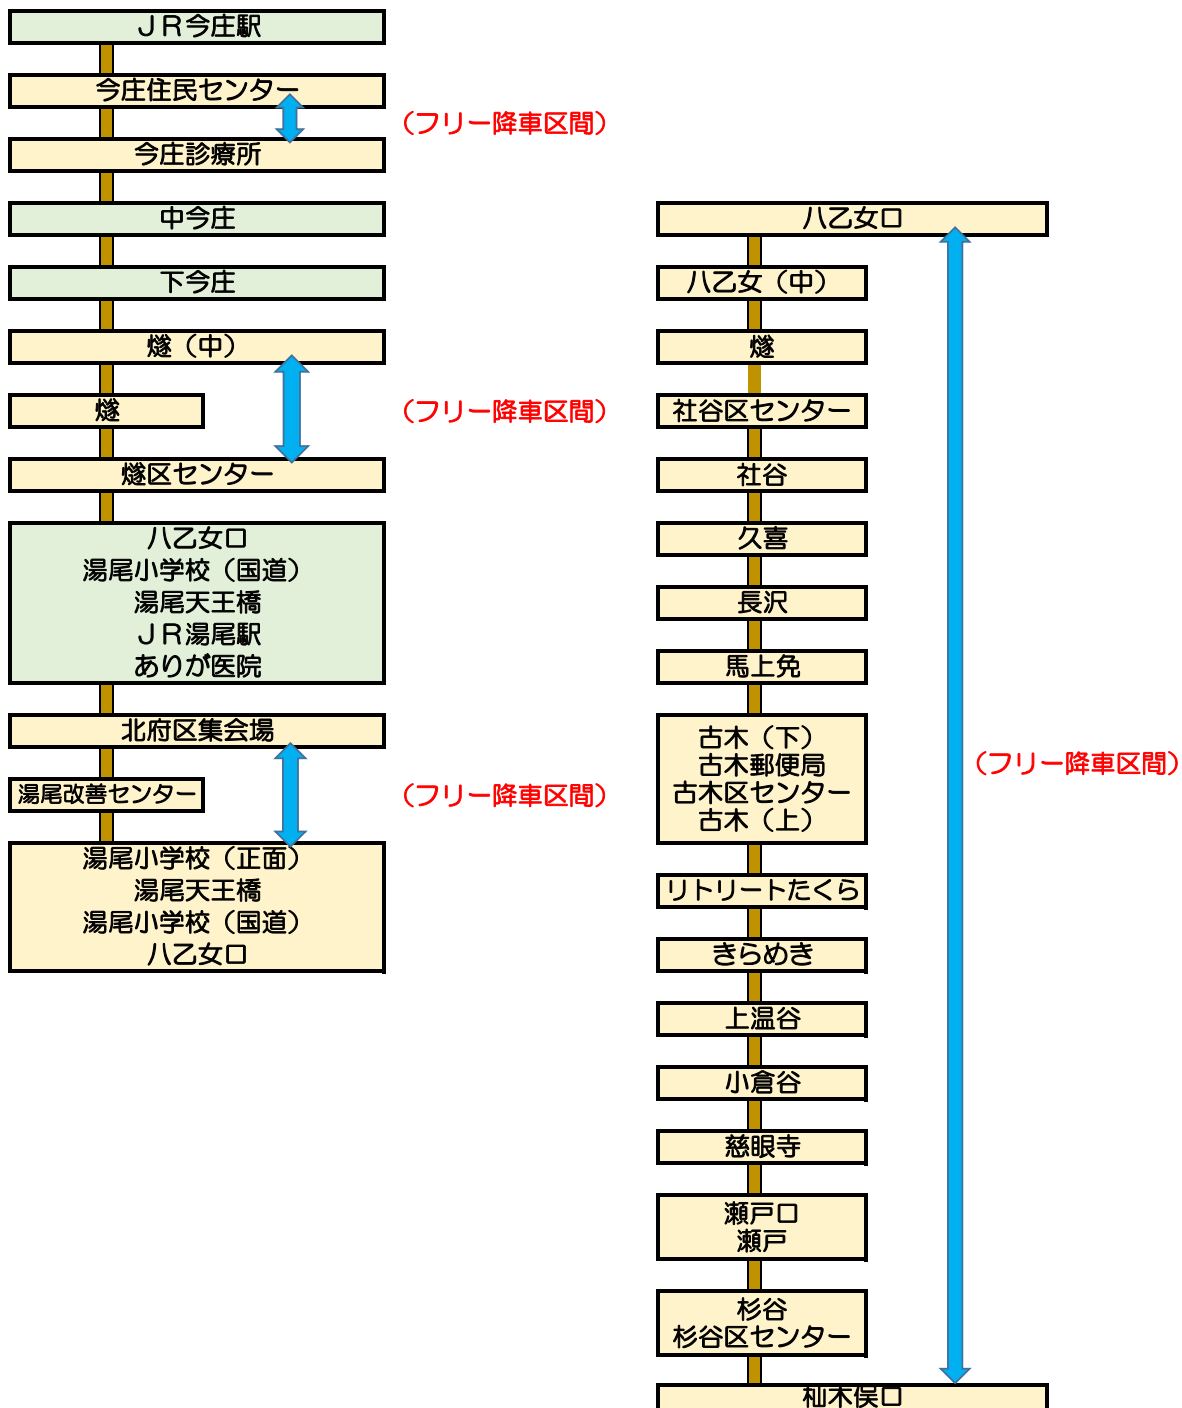 ＪＲ今庄駅
今庄住民センター
（フリー降車区間）
今庄診療所
中今庄
下今庄
燧（中）
燧
（フリー降車区間）
燧区センター
八乙女口
湯尾小学校（国道）
湯尾天王橋
ＪＲ湯尾駅
ありが医院
北府区集会場
湯尾改善センター
（フリー降車区間）
湯尾小学校（正面）
湯尾天王橋
湯尾小学校（国道）
八乙女口
八乙女口
八乙女（中）
燧
社谷区センター
社谷
久喜
長沢
馬上免
古木（下）
古木郵便局
古木区センター
古木（上）
（フリー降車区間）
リトリートたくら
きらめき
上温谷
小倉谷
慈眼寺
瀬戸口
瀬戸
杉谷
杉谷区センター
杣木俣口